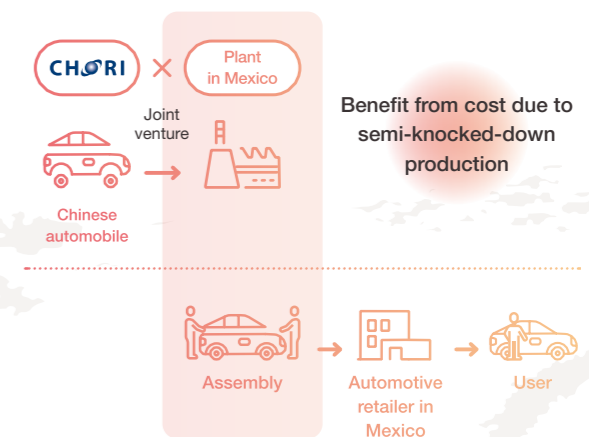 CHORI
Plant
in Mexico
Joint
venture
Benefit from cost due to
semi-knocked-down
production
Chinese
automobile
Assembly
Automotive
retailer in
Mexico
User